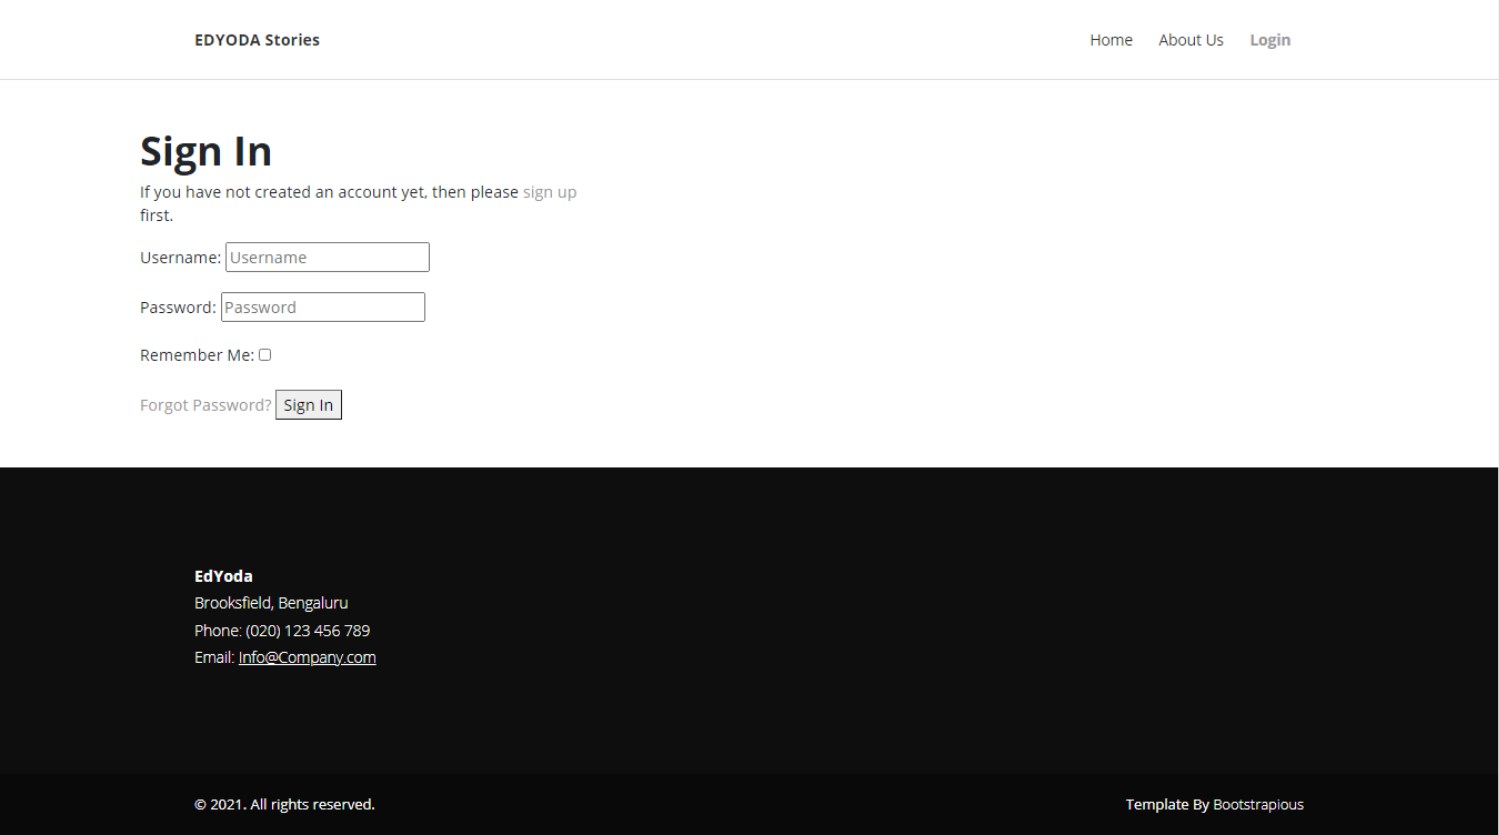 EDYODA Stories
Home About Us Login
Sign In
If you have not created an account yet, then please sign up
first.
Username: Username
Password: Password
Remember Me:
Forgot Password? Sign In
EdYoda
Brooksfield, Bengaluru
Phone: (020) 123 456 789
Email: Info@Company.com
© 2021. All rights reserved.
Template By Bootstrapious